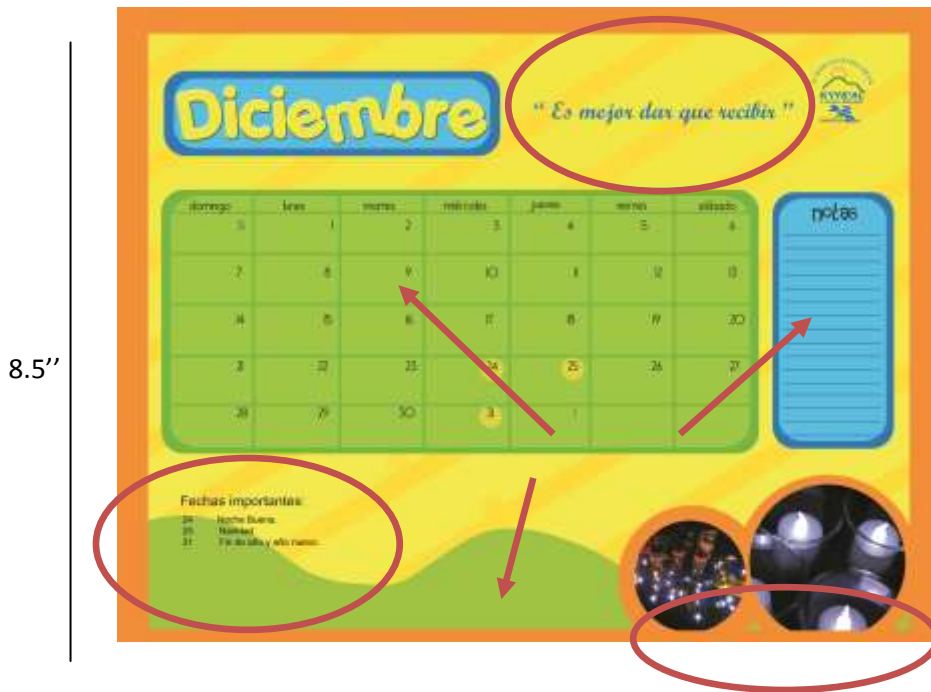 Diciembre
“ Es mejor dar que recibir ”
domingo lunes martes miércoles jueves viernes sábado
notas
1 2 3 4 5 6
7 8 9 10 11 12 13
14 15 16 17 18 19 20
21 22 23 24 25 26 27
8.5’’
28 29 30 31 1
Fechas importantes:
24 Noche Buena
25 Navidad
31 Fin de año y año nuevo